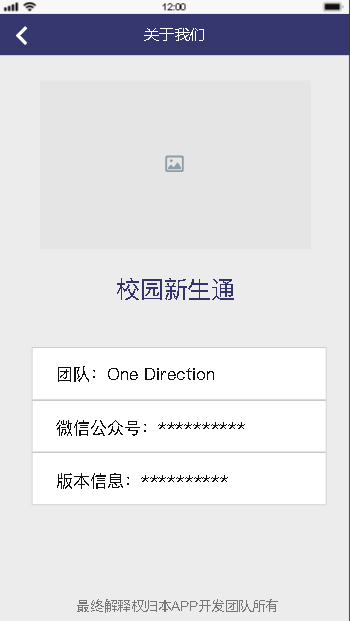 12:00
关于我们
校园新生通
团队：One Direction
微信公众号：**********
版本信息：**********
最终解释权归本APP开发团队所有